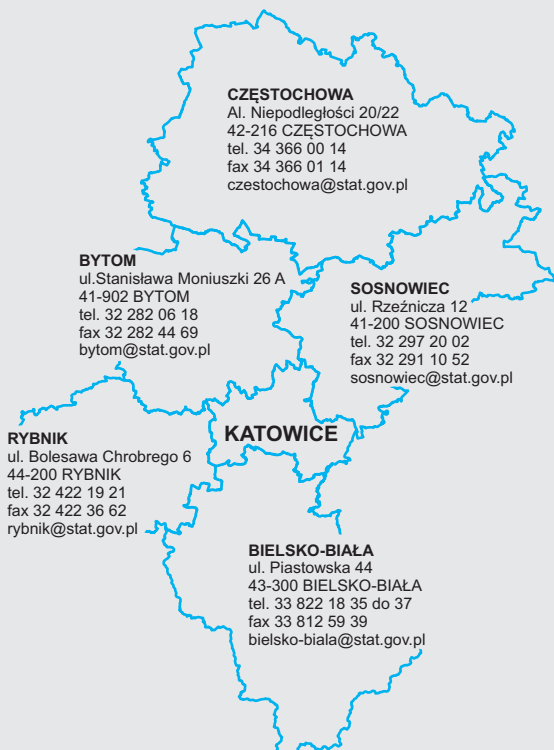 CZĘSTOCHOWA
Al. Niepodległości 20/22
42-216 CZĘSTOCHOWA
tel. 34 366 00 14
fax 34 366 01 14
czestochowa@stat.gov.pl
BYTOM
ul.Stanisława Moniuszki 26 A
41-902 BYTOM
tel. 32 282 06 18
fax 32 282 44 69
bytom@stat.gov.pl
SOSNOWIEC
ul. Rzeźnicza 12
41-200 SOSNOWIEC
tel. 32 297 20 02
fax 32 291 10 52
sosnowiec@stat.gov.pl
KATOWICE
RYBNIK
ul. Bolesawa Chrobrego 6
44-200 RYBNIK
tel. 32 422 19 21
fax 32 422 36 62
rybnik@stat.gov.pl
BIELSKO-BIAŁA
ul. Piastowska 44
43-300 BIELSKO-BIAŁA
tel. 33 822 18 35 do 37
fax 33 812 59 39
bielsko-biala@stat.gov.pl